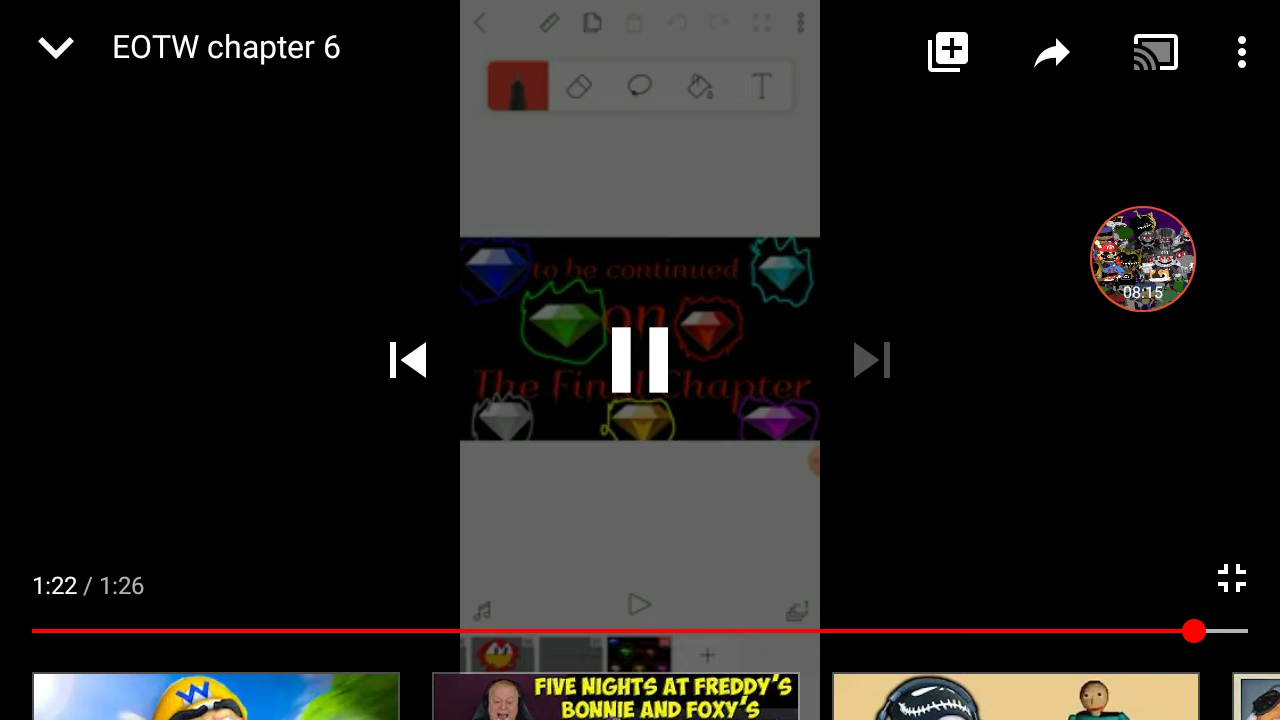 EOTW chapter 6
T
to be continued
on
08:15
The Final Chapter
1:22 / 1:26
W
FIVE NIGHTS AT FREDDY'S
BONNIE AND FOXY'S